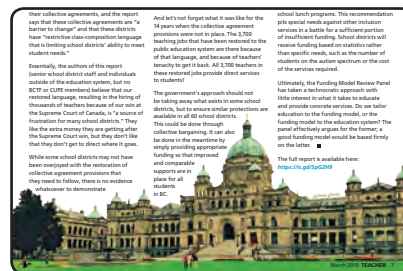 their collective agreements, and the report
says that these collective agreements are "a
barrier to change" and that these districts
have "restrictive class-composition language
that is limiting school districts' ability to meet
student needs."
Essentially, the authors of this report
(senior school district staff and individuals
outside of the education system, but no
BCTF or CUPE members) believe that our
restored language, resulting in the hiring of
thousands of teachers because of our win at
the Supreme Court of Canada, is "a source of
frustration for many school districts." They
like the extra money they are getting after
the Supreme Court win, but they don't like
that they don't get to direct where it goes.
While some school districts may not have
been overjoyed with the restoration of
collective agreement provisions that
they need to follow, there is no evidence
whatsoever to demonstrate
And let's not forget what it was like for the
14 years when the collective agreement
provisions were not in place. The 3,700
teaching jobs that have been restored to the
public education system are there because
of that language, and because of teachers'
tenacity to get it back. All 3,700 teachers in
these restored jobs provide direct services
to students!
The government's approach should not
be taking away what exists in some school
districts, but to ensure similar protections are
available in all 60 school districts.
This could be done through
collective bargaining. It can also
be done in the meantime by
simply providing appropriate
funding so that improved
and comparable
supports are in
place for all
students
in BC.
school lunch programs. This recommendation
pits special needs against other inclusion
services in a battle for a sufficient portion
of insufficient funding. School districts will
receive funding based on statistics rather
than specific needs, such as the number of
students on the autism spectrum or the cost
of the services required.
Ultimately, the Funding Model Review Panel
has taken a technocratic approach with
little interest in what it takes to educate
and provide concrete services. Do we tailor
education to the funding model, or the
funding model to the education system? The
panel effectively argues for the former; a
good funding model would be based firmly
on the latter. ■
The full report is available here:
March 2019 TEACHER 7